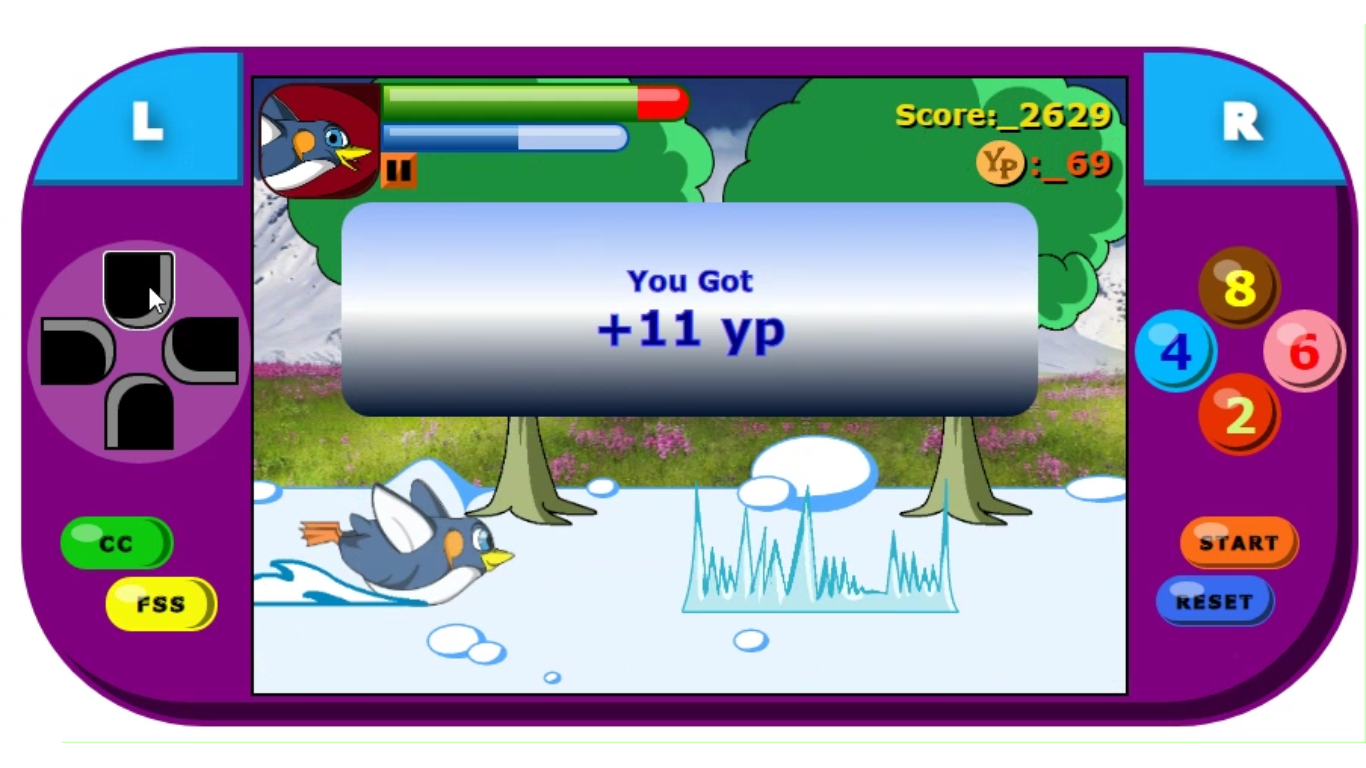 L
R
Score:_2629
YP:_69
You Got
+11 yp
8
4
6
2
CC
FSS
START
RESET